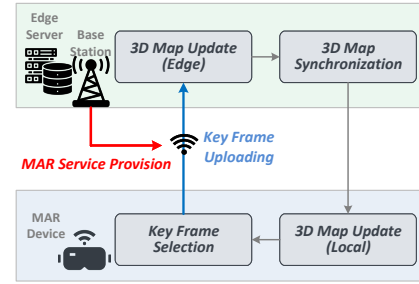 Edge
Server
Base
Station
3D Map Update
(Edge)
3D Map
Synchronization
MAR Service Provision
Key Frame
Uploading
MAR
Device
Key Frame
Selection
3D Map Update
(Local)